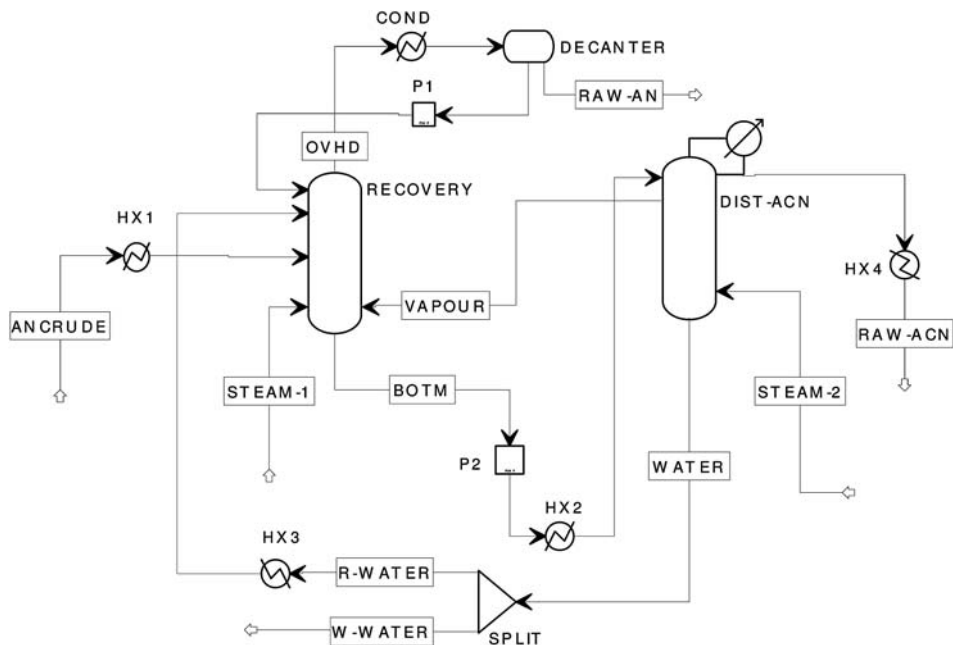 COND
DECANTER
P1
RAW-AN
OVHD
RECOVERY
DIST-ACN
HX1
HX4
ANCRUDE
VAPOUR
RAW-ACN
STEAM-1
BOTM
STEAM-2
P2
WATER
HX2
HX3
R-WATER
W-WATER
SPLIT